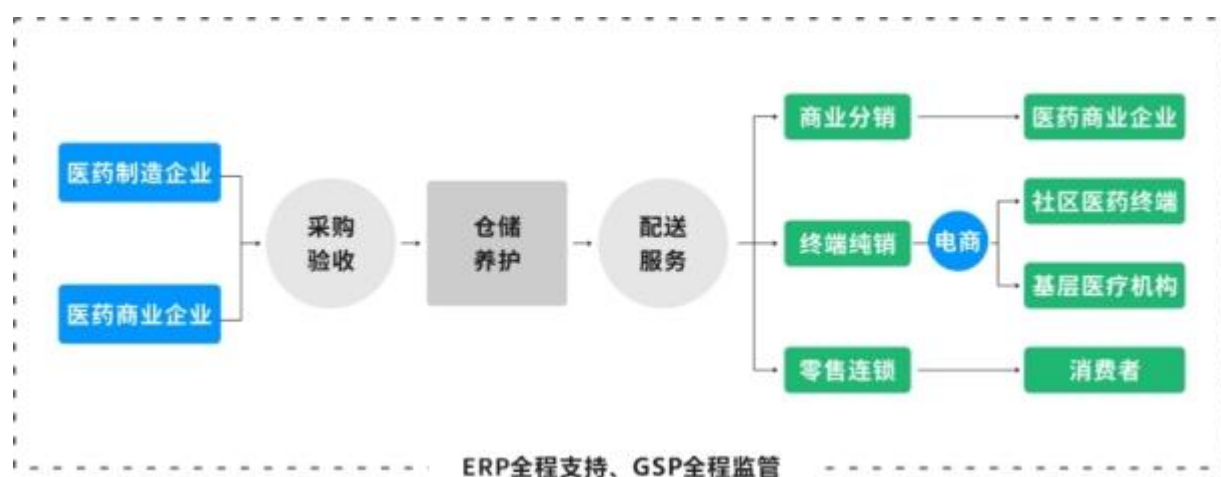 医药制造企业
医药商业企业
采购
验收
仓储
养护
配送
服务
商业分销
医药商业企业
终端纯销
电商
社区医药终端
基层医疗机构
零售连锁
消费者
ERP全程支持、GSP全程监管